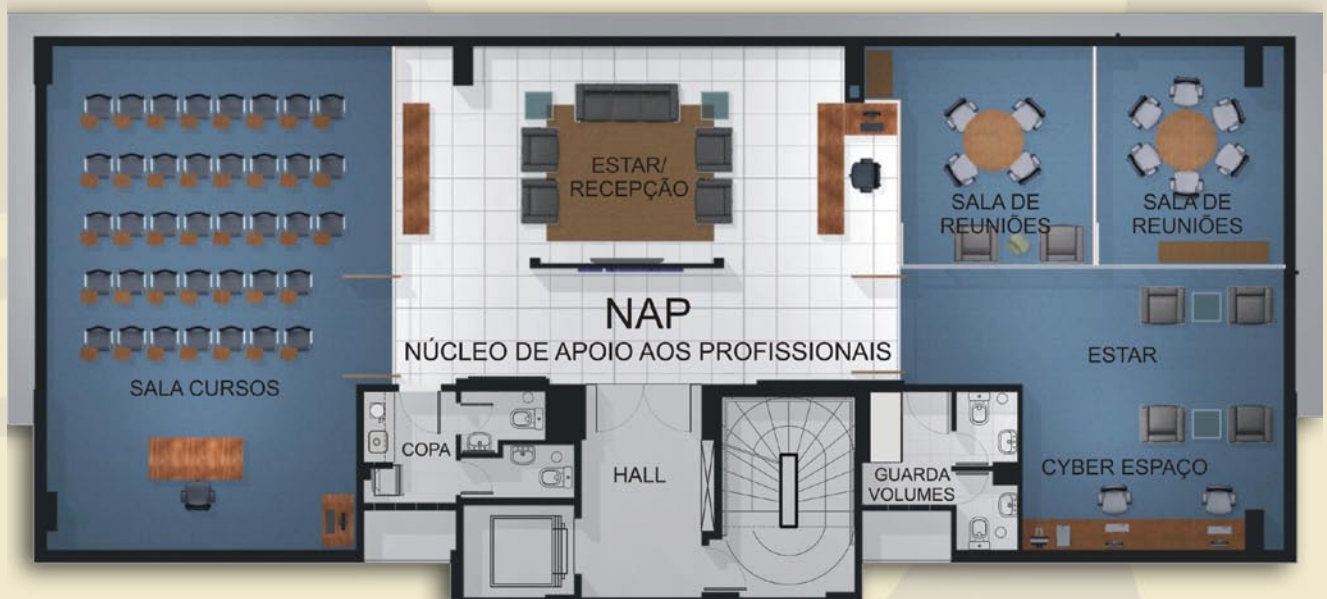 ESTAR/
RECEPÇÃO
SALA DE
REUNIÕES
SALA DE
REUNIÕES
NAP
NÚCLEO DE APOIO AOS PROFISSIONAIS
ESTAR
SALA CURSOS
COPA
HALL
GUARDA
VOLUMES
CYBER ESPAÇO